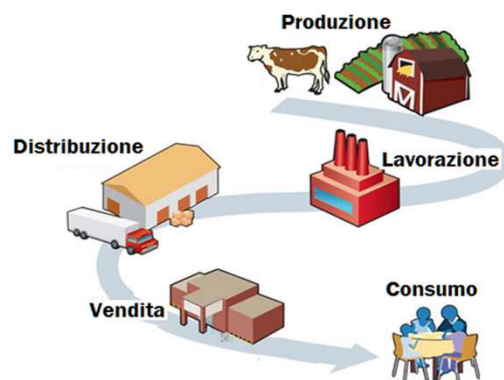 Produzione
Lavorazione
Distribuzione
Vendita
Consumo